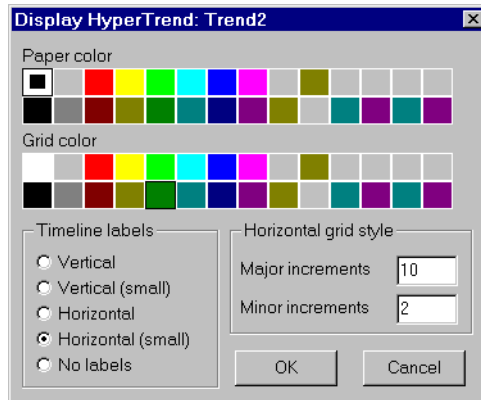 Display HyperTrend: Trend2
Paper color
Grid color
Timeline labels
Vertical
Vertical (small)
Horizontal
Horizontal (small)
No labels
Horizontal grid style
Major increments 10
Minor increments 2
OK Cancel